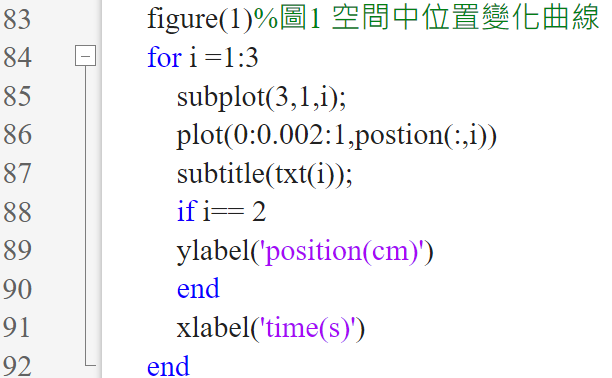 83 figure(1)%圖1 空間中位置變化曲線
84 for i =1:3
85 subplot(3,1,i);
86 plot(0:0.002:1,postion(:,i))
87 subtitle(txt(i));
88 if i== 2
89 ylabel('position(cm)')
90 end
91 xlabel('time(s)')
92 end